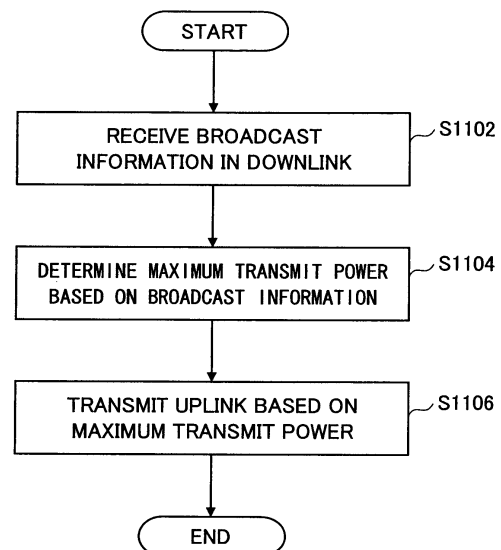 START
RECEIVE BROADCAST
INFORMATION IN DOWNLINK
S1102
DETERMINE MAXIMUM TRANSMIT POWER
BASED ON BROADCAST INFORMATION
S1104
TRANSMIT UPLINK BASED ON
MAXIMUM TRANSMIT POWER
S1106
END